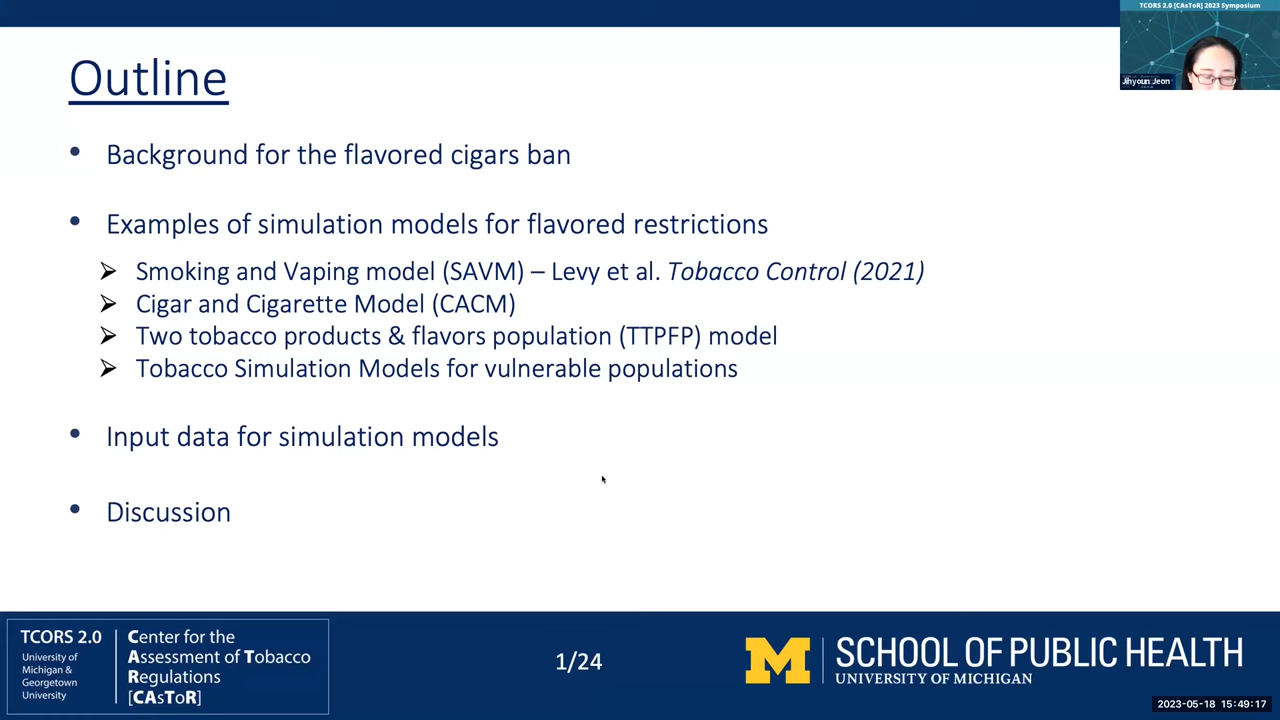 TCORS 2.0 [CAsToR] 2023 Symposium
Jihyoun Jeon
Outline
• Background for the flavored cigars ban
• Examples of simulation models for flavored restrictions
➢ Smoking and Vaping model (SAVM) – Levy et al. Tobacco Control (2021)
➢ Cigar and Cigarette Model (CACM)
➢ Two tobacco products & flavors population (TTPFP) model
➢ Tobacco Simulation Models for vulnerable populations
• Input data for simulation models
• Discussion
TCORS 2.0
University of
Michigan &
Georgetown
University
Center for the
Assessment of Tobacco
Regulations
[CAsToR]
1/24
M
SCHOOL OF PUBLIC HEALTH
UNIVERSITY OF MICHIGAN
2023-05-18 15:49:17